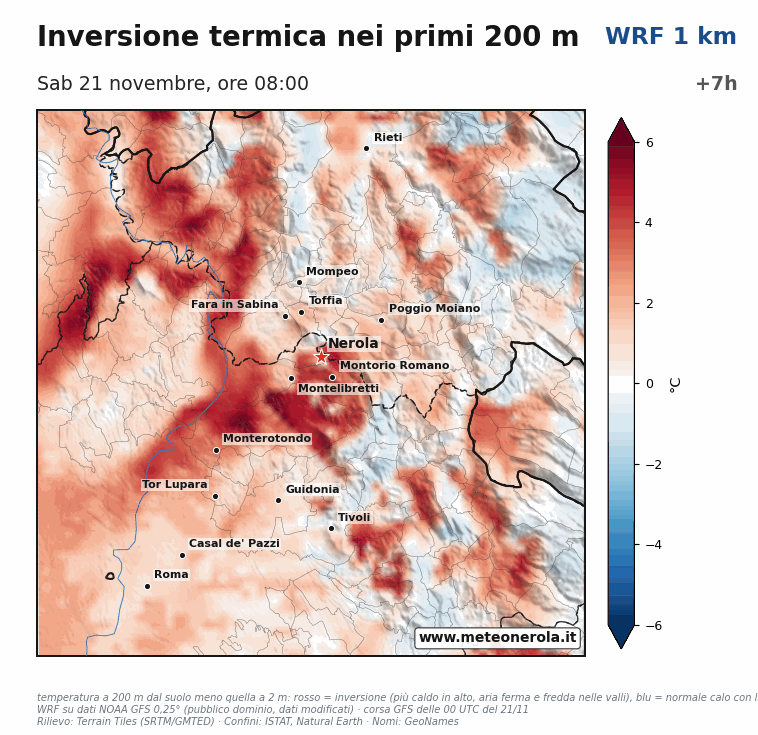 Inversione termica nei primi 200 m WRF 1 km
Sab 21 novembre, ore 08:00 +7h
Rieti
Mompeo
Toffia
Fara in Sabina
Poggio Moiano
Nerola
Montorio Romano
Montelibretti
Monterotondo
Tor Lupara
Guidonia
Tivoli
Casal de' Pazzi
Roma
www.meteonerola.it
6
4
2
0
−2
−4
−6
°C
temperatura a 200 m dal suolo meno quella a 2 m: rosso = inversione (più caldo in alto, aria ferma e fredda nelle valli), blu = normale calo con l
WRF su dati NOAA GFS 0,25° (pubblico dominio, dati modificati) · corsa GFS delle 00 UTC del 21/11
Rilievo: Terrain Tiles (SRTM/GMTED) · Confini: ISTAT, Natural Earth · Nomi: GeoNames